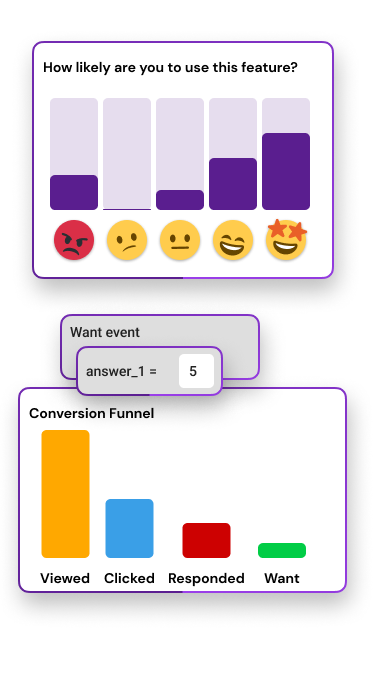 How likely are you to use this feature?
Want event
answer_1 = 5
Conversion Funnel
Viewed Clicked Responded Want